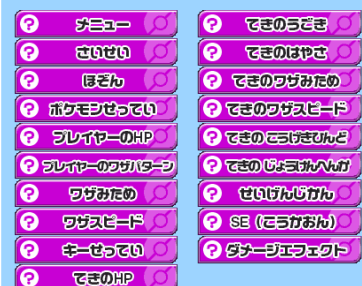 メニュー
さいせい
ほぞん
ポケモンせってい
プレイヤーのHP
プレイヤーのワザパターン
ワザみため
ワザスピード
キーせってい
てきのHP
てきのうごき
てきのはやさ
てきのワザみため
てきのワザスピード
てきの こうげきひんど
てきの じょうたいへんか
せいげんじかん
SE（こうかおん）
ダメージエフェクト